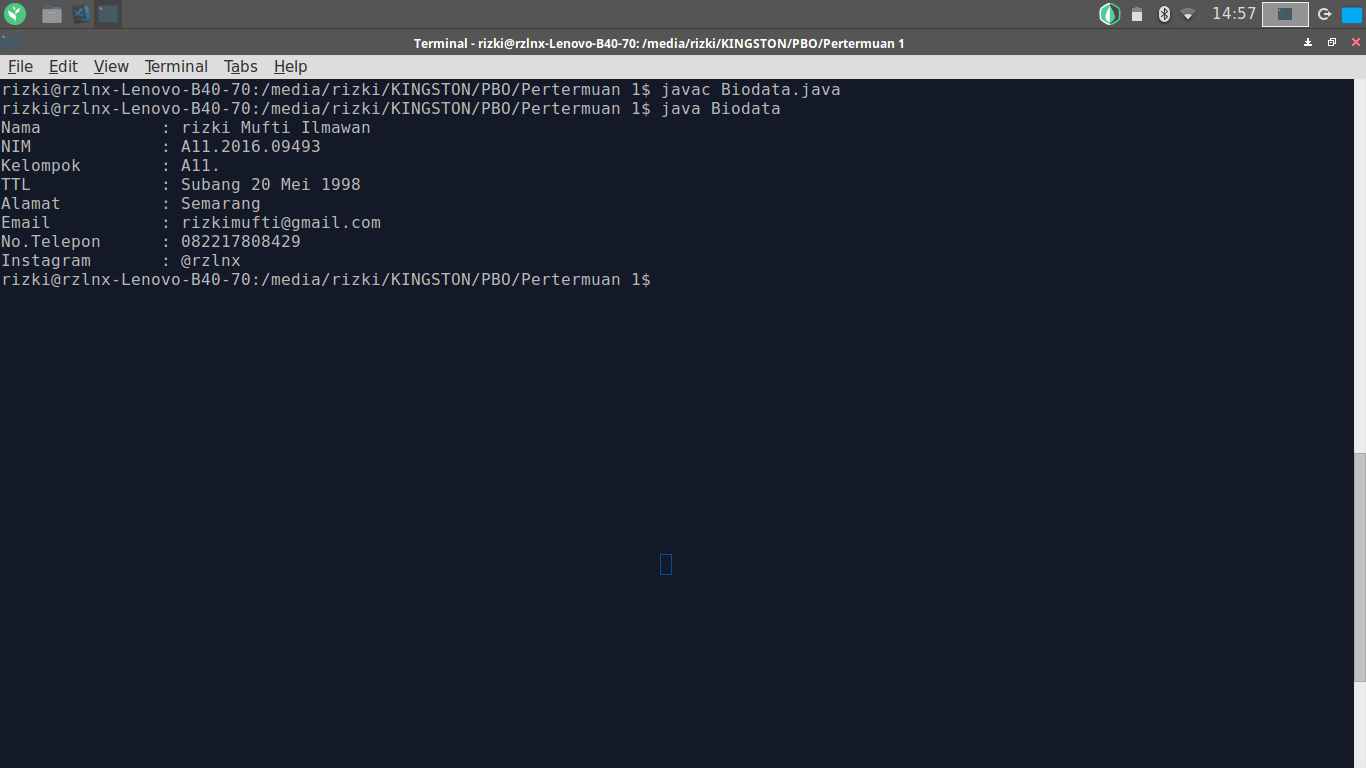 14:57
Terminal - rizki@rzlnx-Lenovo-B40-70: /media/rizki/KINGSTON/PBO/Pertermuan 1
File Edit View Terminal Tabs Help
rizki@rzlnx-Lenovo-B40-70:/media/rizki/KINGSTON/PBO/Pertermuan 1$ javac Biodata.java
rizki@rzlnx-Lenovo-B40-70:/media/rizki/KINGSTON/PBO/Pertermuan 1$ java Biodata
Nama            : rizki Mufti Ilmawan
NIM             : A11.2016.09493
Kelompok        : A11.
TTL             : Subang 20 Mei 1998
Alamat          : Semarang
Email           : rizkimufti@gmail.com
No.Telepon      : 082217808429
Instagram       : @rzlnx
rizki@rzlnx-Lenovo-B40-70:/media/rizki/KINGSTON/PBO/Pertermuan 1$